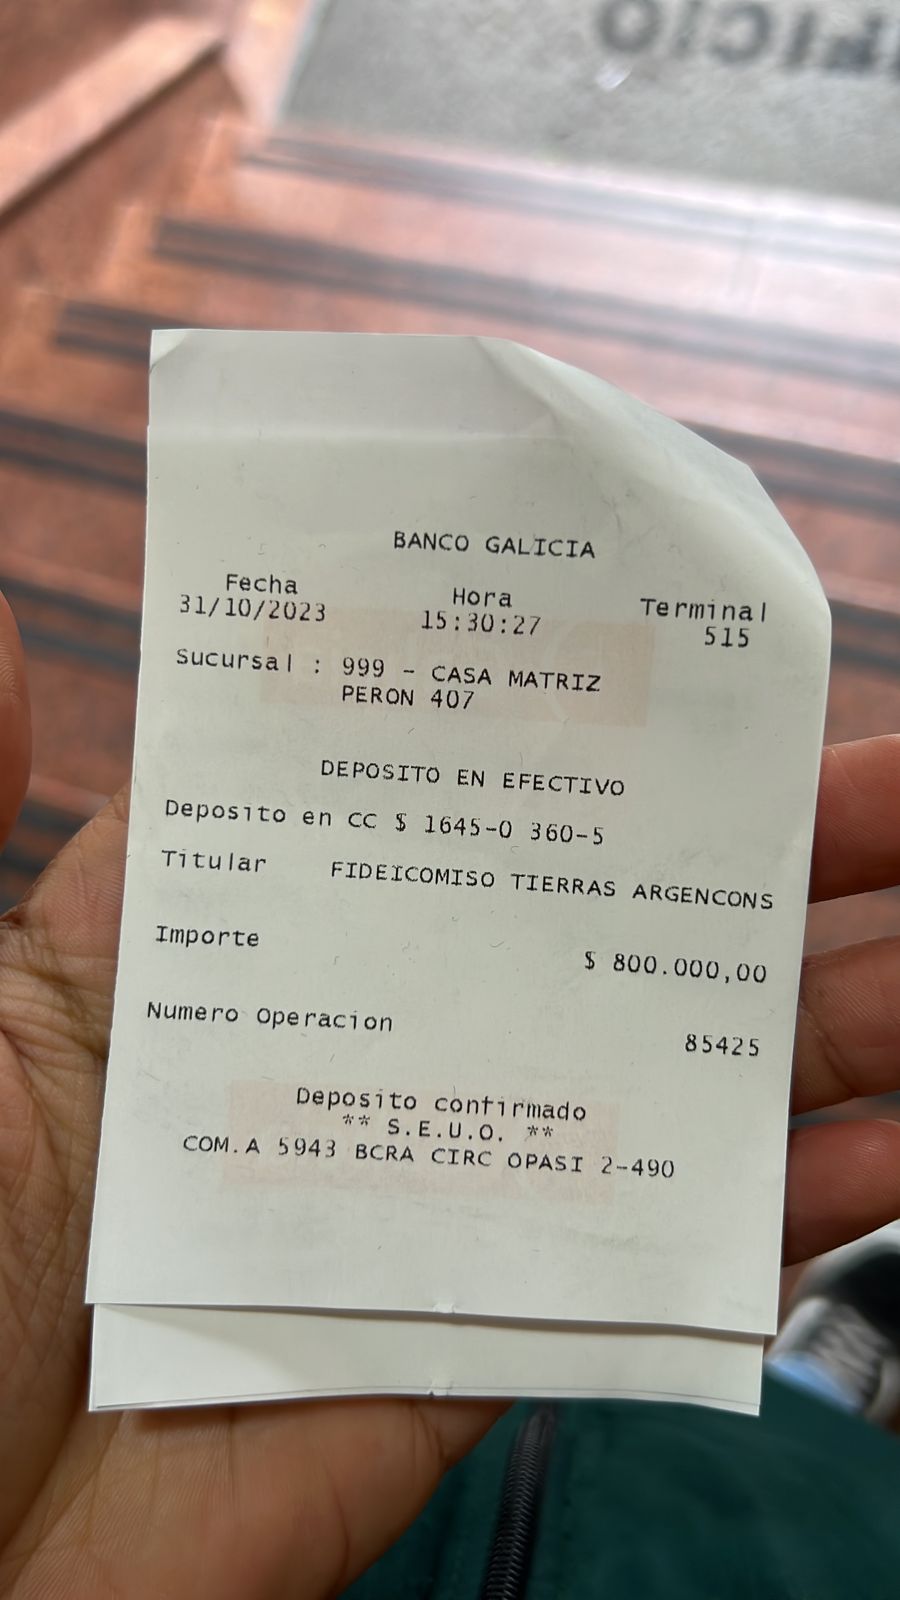 BANCO GALICIA
Fecha Hora Terminal
31/10/2023 15:30:27 515
Sucursal : 999 - CASA MATRIZ
PERON 407
DEPOSITO EN EFECTIVO
Deposito en CC $ 1645-0 360-5
Titular FIDEICOMISO TIERRAS ARGENCONS
Importe $ 800.000,00
Numero Operacion 85425
Deposito confirmado
** S.E.U.O. **
COM.A 5943 BCRA CIRC OPASI 2-490